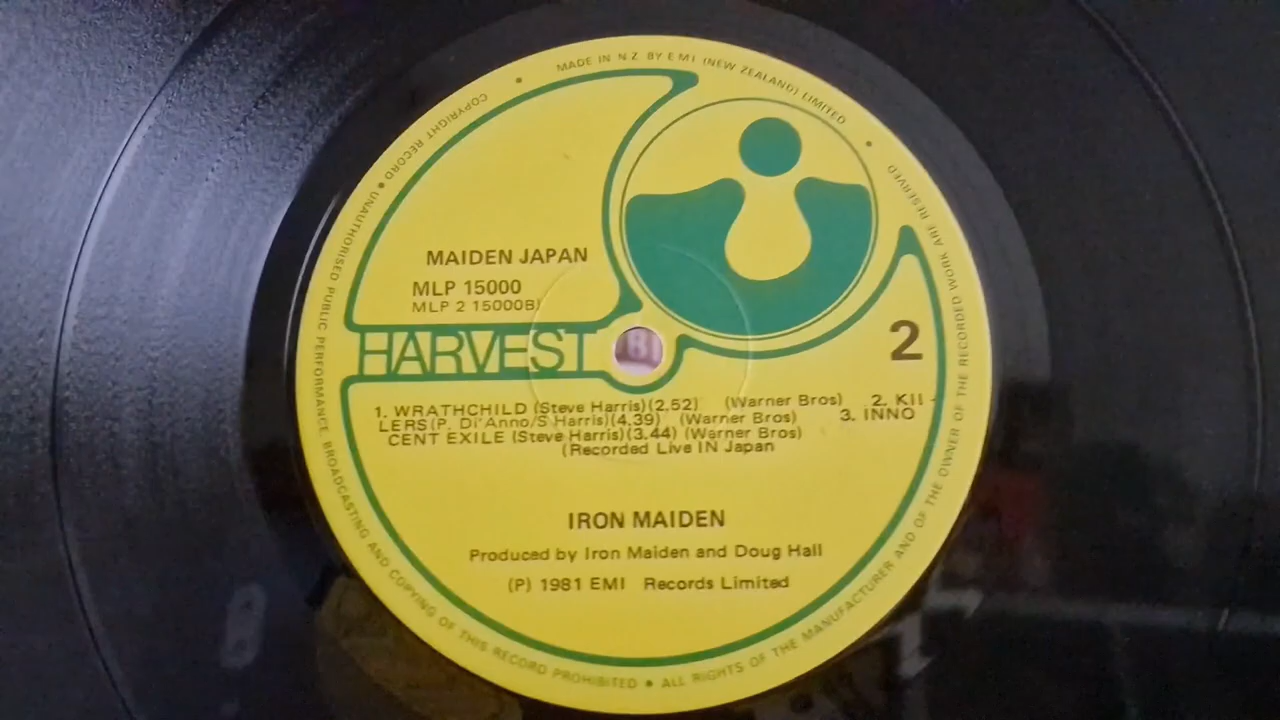 MADE IN N Z BY EMI (NEW ZEALAND) LIMITED
• ALL RIGHTS OF THE MANUFACTURER AND OF THE OWNER OF THE RECORDED WORK ARE RESERVED •
COPYRIGHT RECORD • UNAUTHORISED PUBLIC PERFORMANCE, BROADCASTING AND COPYING OF THIS RECORD PROHIBITED
MAIDEN JAPAN
MLP 15000
MLP 2 15000B)
HARVEST
2
1. WRATHCHILD (Steve Harris)(2.52) (Warner Bros) 2. KII -
LERS(P. Di'Anno/S Harris)(4.39) (Warner Bros) 3. INNO
CENT EXILE (Steve Harris)(3.44) (Warner Bros)
(Recorded Live IN Japan
IRON MAIDEN
Produced by Iron Maiden and Doug Hall
(P) 1981 EMI Records Limited